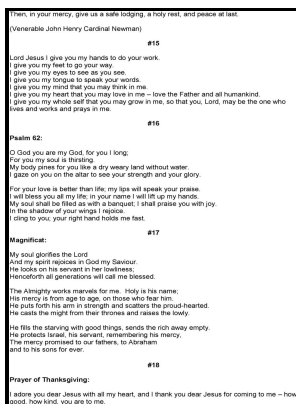 Then, in your mercy, give us a safe lodging, a holy rest, and peace at last.
(Venerable John Henry Cardinal Newman)
#15
Lord Jesus I give you my hands to do your work.
I give you my feet to go your way.
I give you my eyes to see as you see.
I give you my tongue to speak your words.
I give you my mind that you may think in me.
I give you my heart that you may love in me – love the Father and all humankind.
I give you my whole self that you may grow in me, so that you, Lord, may be the one who
lives and works and prays in me.
#16
Psalm 62:
O God you are my God, for you I long;
For you my soul is thirsting.
My body pines for you like a dry weary land without water.
I gaze on you on the altar to see your strength and your glory.
For your love is better than life; my lips will speak your praise.
I will bless you all my life; in your name I will lift up my hands.
My soul shall be filled as with a banquet; I shall praise you with joy.
In the shadow of your wings I rejoice.
I cling to you; your right hand holds me fast.
#17
Magnificat:
My soul glorifies the Lord
And my spirit rejoices in God my Saviour.
He looks on his servant in her lowliness;
Henceforth all generations will call me blessed.
The Almighty works marvels for me. Holy is his name;
His mercy is from age to age, on those who fear him.
He puts forth his arm in strength and scatters the proud-hearted.
He casts the might from their thrones and raises the lowly.
He fills the starving with good things, sends the rich away empty.
He protects Israel, his servant, remembering his mercy,
The mercy promised to our fathers, to Abraham
and to his sons for ever.
#18
Prayer of Thanksgiving:
I adore you dear Jesus with all my heart, and I thank you dear Jesus for coming to me – how
good, how kind, you are to me.